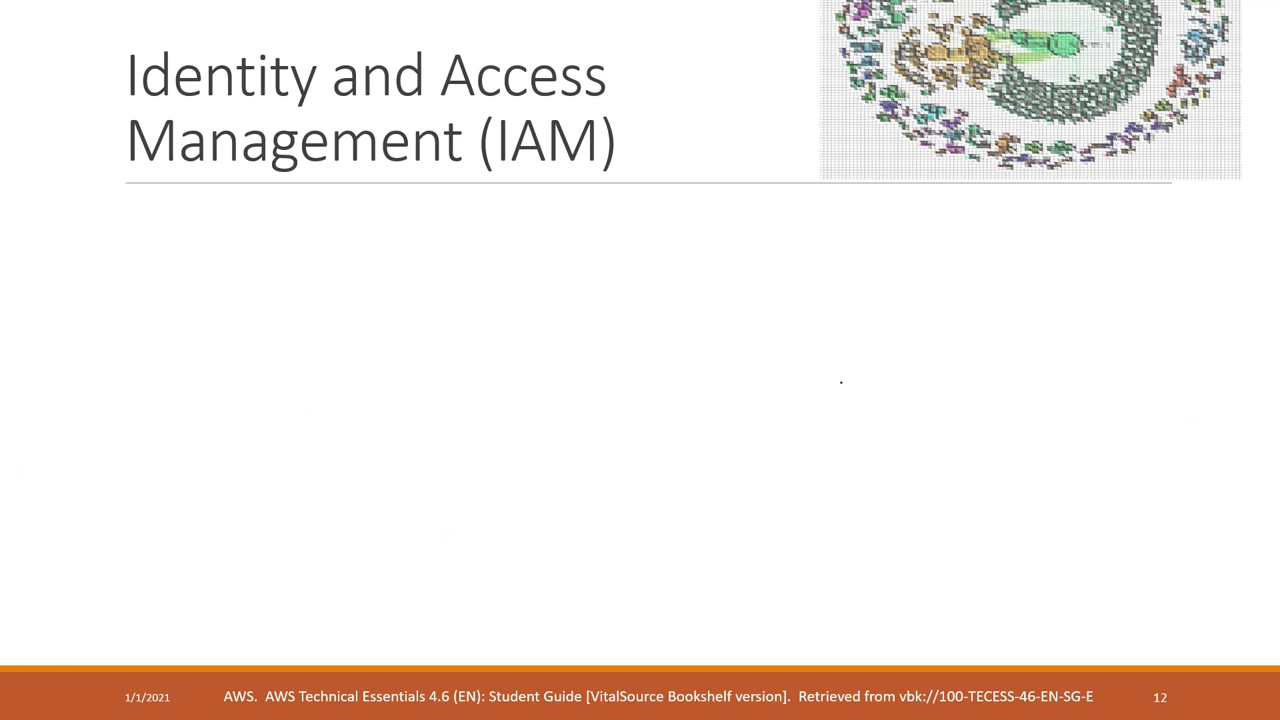 Identity and Access
Management (IAM)
1/1/2021
AWS.  AWS Technical Essentials 4.6 (EN): Student Guide [VitalSource Bookshelf version].  Retrieved from vbk://100-TECESS-46-EN-SG-E
12